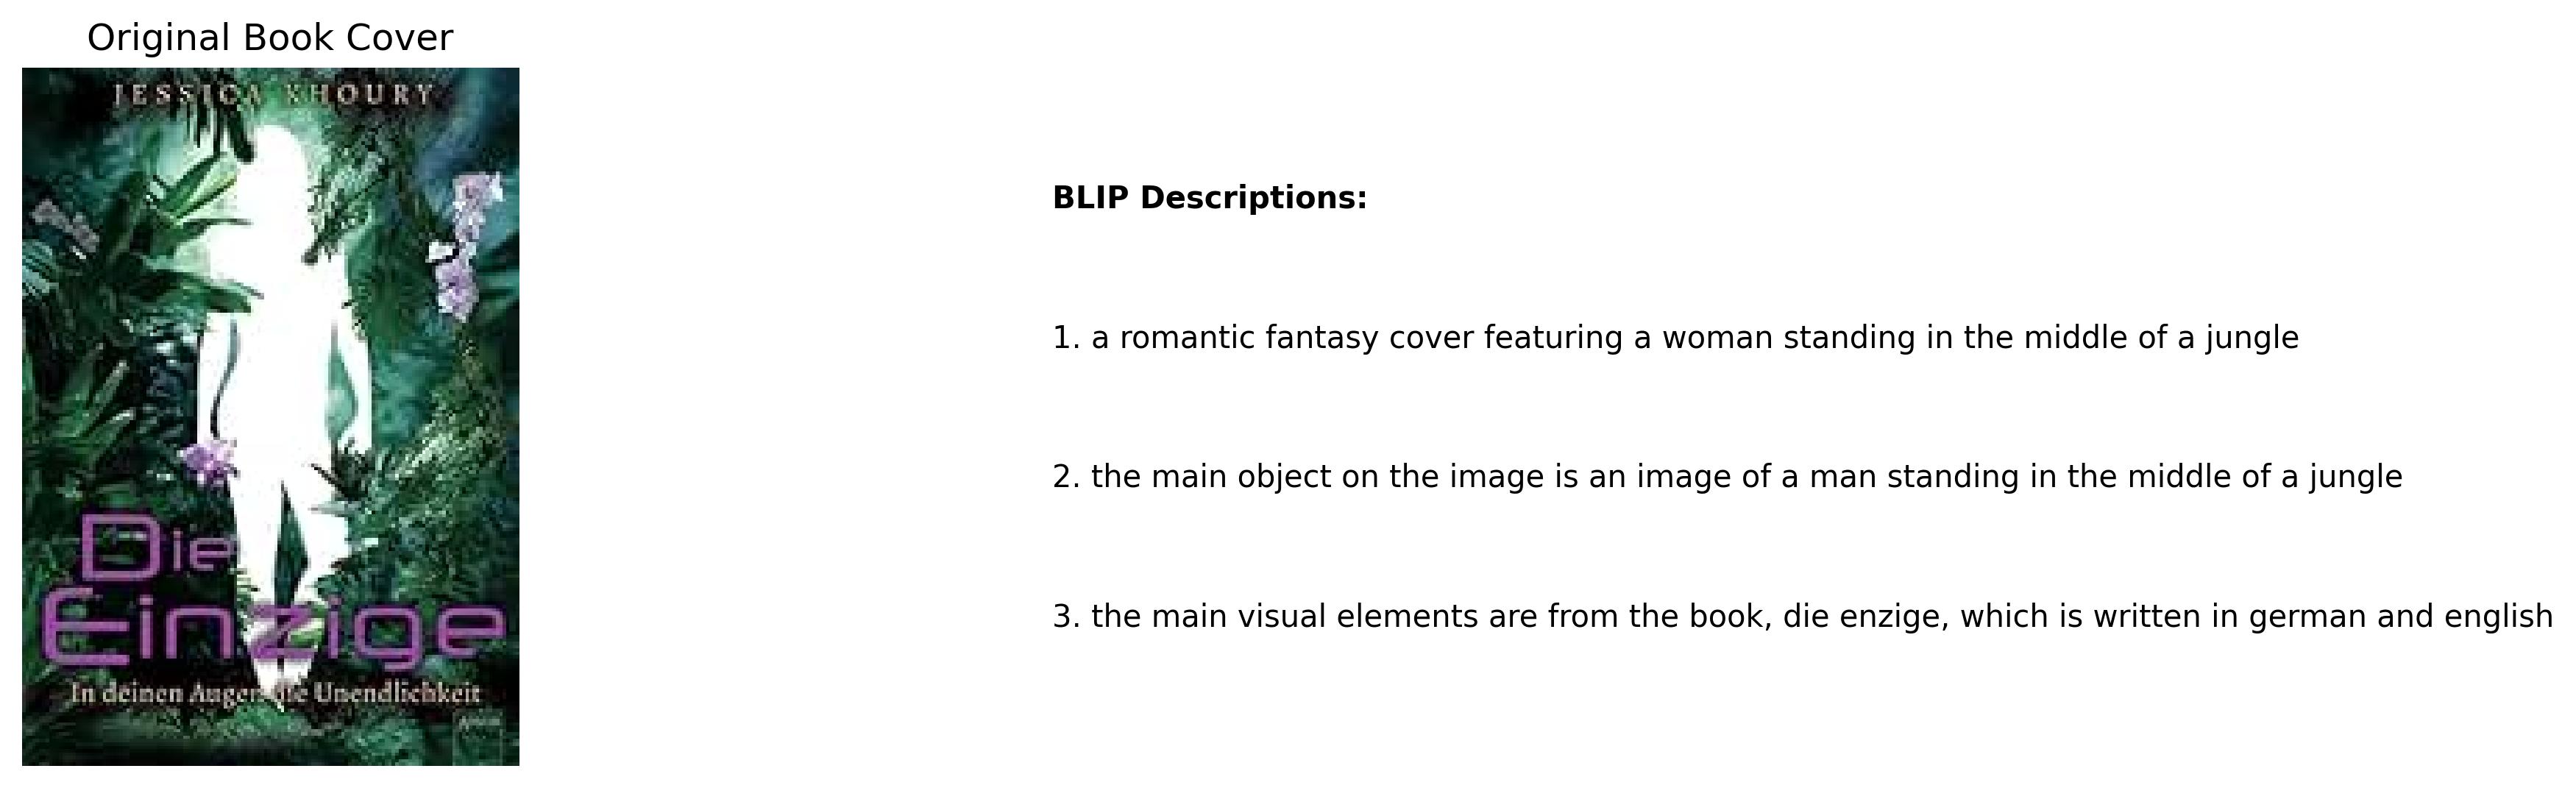 Original Book Cover
JESSICA KHOURY
Die
Einzige
In deinen Augen die Unendlichkeit
BLIP Descriptions:
1. a romantic fantasy cover featuring a woman standing in the middle of a jungle
2. the main object on the image is an image of a man standing in the middle of a jungle
3. the main visual elements are from the book, die enzige, which is written in german and english